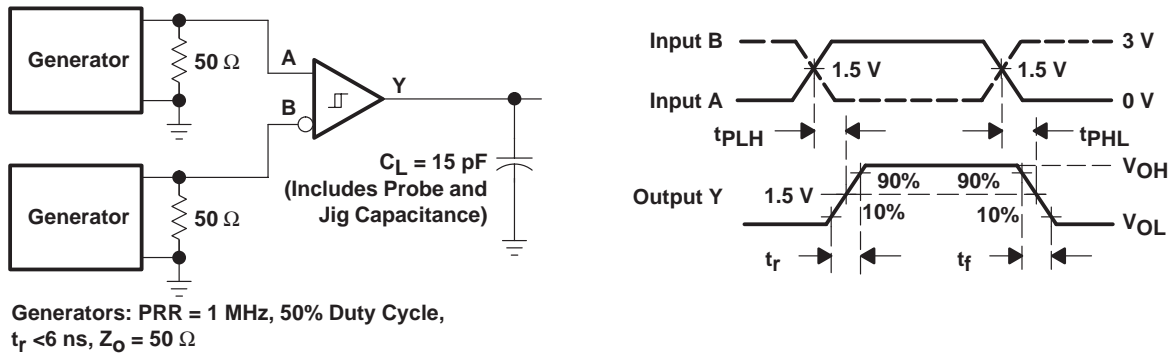 Generator
50 Ω
A
B
Y
Generator
50 Ω
C_L = 15 pF
(Includes Probe and
Jig Capacitance)
Generators: PRR = 1 MHz, 50% Duty Cycle,
t_r <6 ns, Z_o = 50 Ω
Input B
3 V
1.5 V
1.5 V
Input A
0 V
t_PLH
t_PHL
V_OH
90%
90%
Output Y
1.5 V
10%
10%
V_OL
t_r
t_f